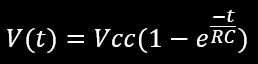 V(t) = Vcc(1 − e^(-t/RC))